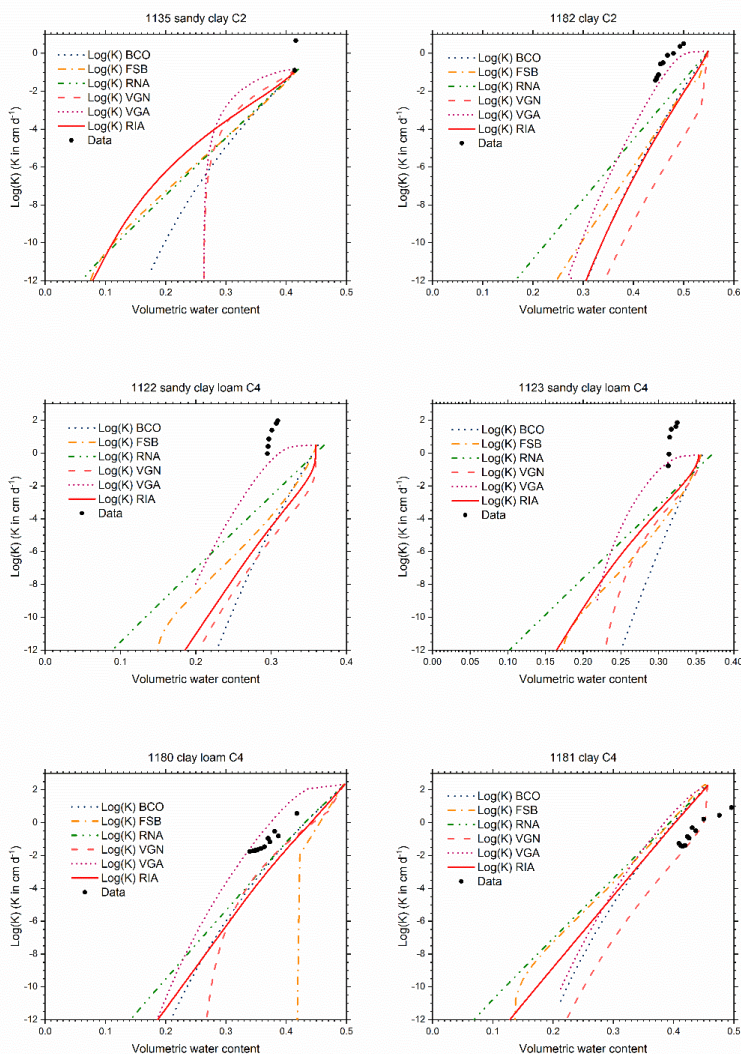 1135 sandy clay C2
Log(K) (K in cm d⁻¹)
0
-2
-4
-6
-8
-10
-12
Log(K) BCO
Log(K) FSB
Log(K) RNA
Log(K) VGN
Log(K) VGA
Log(K) RIA
Data
0.0 0.1 0.2 0.3 0.4 0.5
Volumetric water content
1182 clay C2
Log(K) (K in cm d⁻¹)
0
-2
-4
-6
-8
-10
-12
Log(K) BCO
Log(K) FSB
Log(K) RNA
Log(K) VGN
Log(K) VGA
Log(K) RIA
Data
0.0 0.1 0.2 0.3 0.4 0.5 0.6
Volumetric water content
1122 sandy clay loam C4
Log(K) (K in cm d⁻¹)
2
0
-2
-4
-6
-8
-10
-12
Log(K) BCO
Log(K) FSB
Log(K) RNA
Log(K) VGN
Log(K) VGA
Log(K) RIA
Data
0.0 0.1 0.2 0.3 0.4
Volumetric water content
1123 sandy clay loam C4
Log(K) (K in cm d⁻¹)
2
0
-2
-4
-6
-8
-10
-12
Log(K) BCO
Log(K) FSB
Log(K) RNA
Log(K) VGN
Log(K) VGA
Log(K) RIA
Data
0.00 0.05 0.10 0.15 0.20 0.25 0.30 0.35 0.40
Volumetric water content
1180 clay loam C4
Log(K) (K in cm d⁻¹)
2
0
-2
-4
-6
-8
-10
-12
Log(K) BCO
Log(K) FSB
Log(K) RNA
Log(K) VGN
Log(K) VGA
Log(K) RIA
Data
0.0 0.1 0.2 0.3 0.4 0.5
Volumetric water content
1181 clay C4
Log(K) (K in cm d⁻¹)
2
0
-2
-4
-6
-8
-10
-12
Log(K) BCO
Log(K) FSB
Log(K) RNA
Log(K) VGN
Log(K) VGA
Log(K) RIA
Data
0.0 0.1 0.2 0.3 0.4 0.5
Volumetric water content